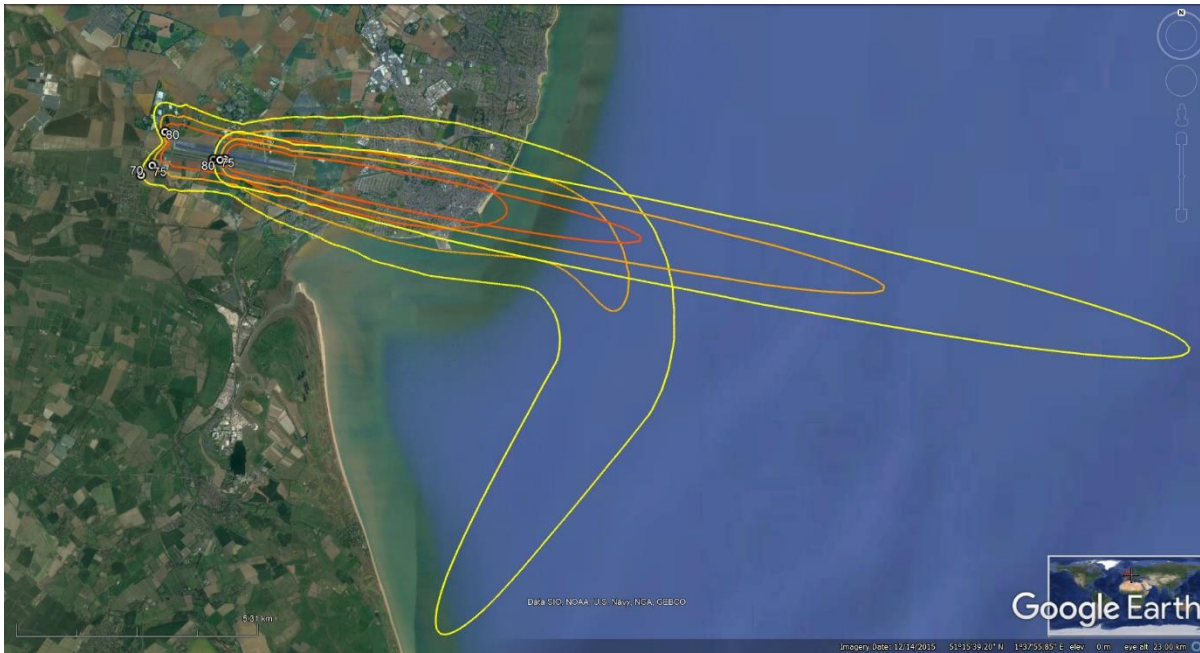 N
80
70
75
80
75
5.31 km
Data SIO, NOAA, U.S. Navy, NGA, GEBCO
Google Earth
Imagery Date: 12/14/2015 51°15'39.20" N 1°37'55.85" E elev 0 m eye alt 23.00 km